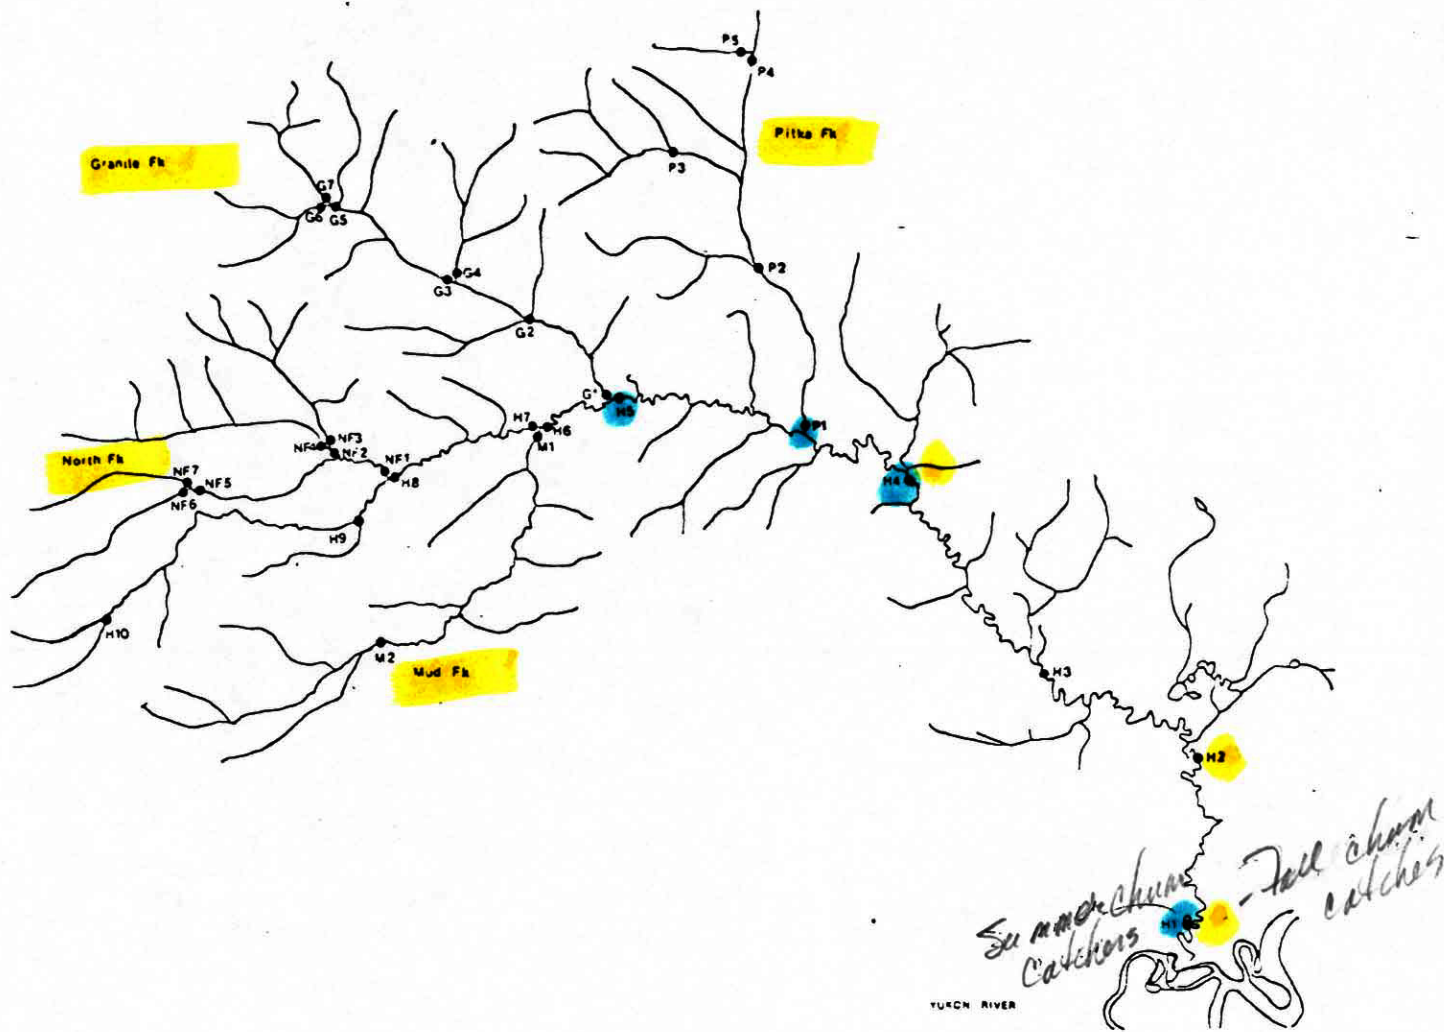 P5
P4
Pitka Fk
Granite Fk
P3
G7
G6 G5
P2
G4
G3
G2
G1
H5
P1
H7
H6
M1
NF3
NF4
NF2
North Fk
NF1
H8
H4
NF7
NF5
NF6
H9
H10
M2
Mud Fk
H3
H2
Summer chum
catchers
- Fall chum
catches
H1
YUKON RIVER